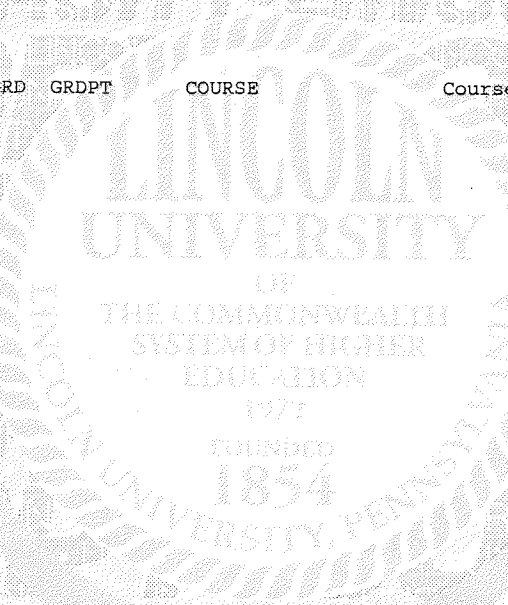 RD GRDPT COURSE Course
LINCOLN
UNIVERSITY
OF
THE COMMONWEALTH
SYSTEM OF HIGHER
EDUCATION
1972
FOUNDED
1854
LINCOLN UNIVERSITY, PENNSYLVANIA